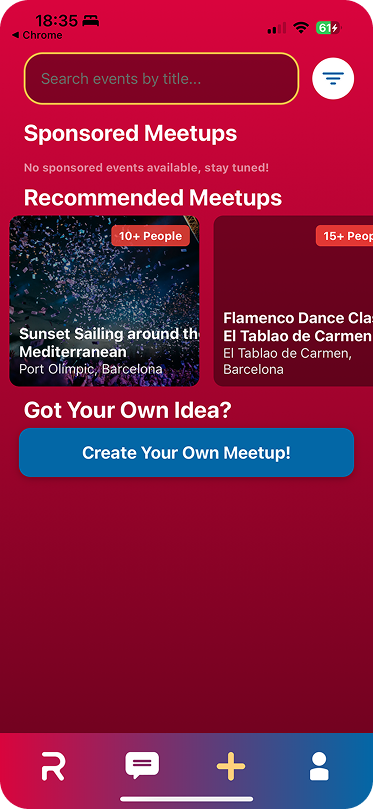 18:35
61
◀ Chrome
Search events by title...
Sponsored Meetups
No sponsored events available, stay tuned!
Recommended Meetups
10+ People
15+ Peop
Sunset Sailing around th
Mediterranean
Port Olímpic, Barcelona
Flamenco Dance Clas
El Tablao de Carmen
El Tablao de Carmen,
Barcelona
Got Your Own Idea?
Create Your Own Meetup!
R